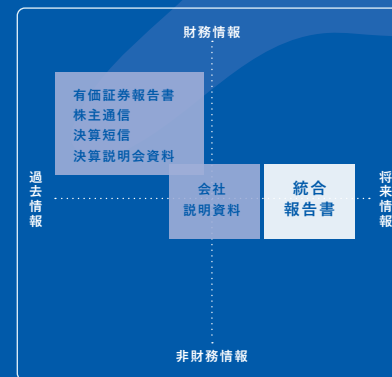 財務情報
有価証券報告書
株主通信
決算短信
決算説明会資料
過去情報
会社
説明資料
統合
報告書
将来情報
非財務情報